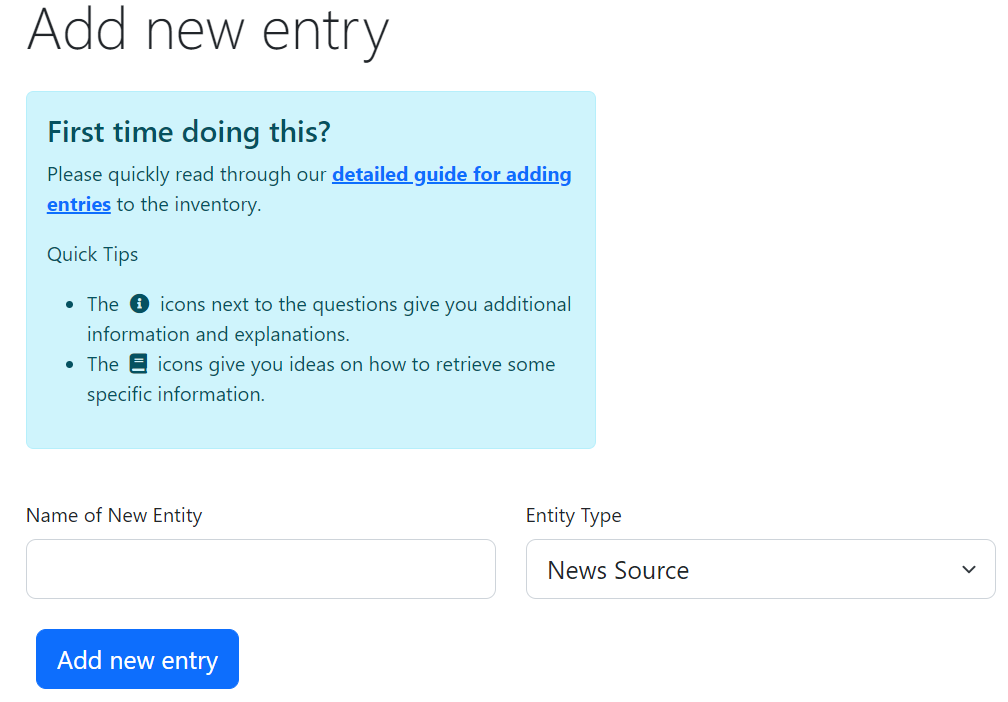 Add new entry
First time doing this?
Please quickly read through our detailed guide for adding
entries to the inventory.
Quick Tips
The icons next to the questions give you additional
information and explanations.
The icons give you ideas on how to retrieve some
specific information.
Name of New Entity
Entity Type
News Source
Add new entry